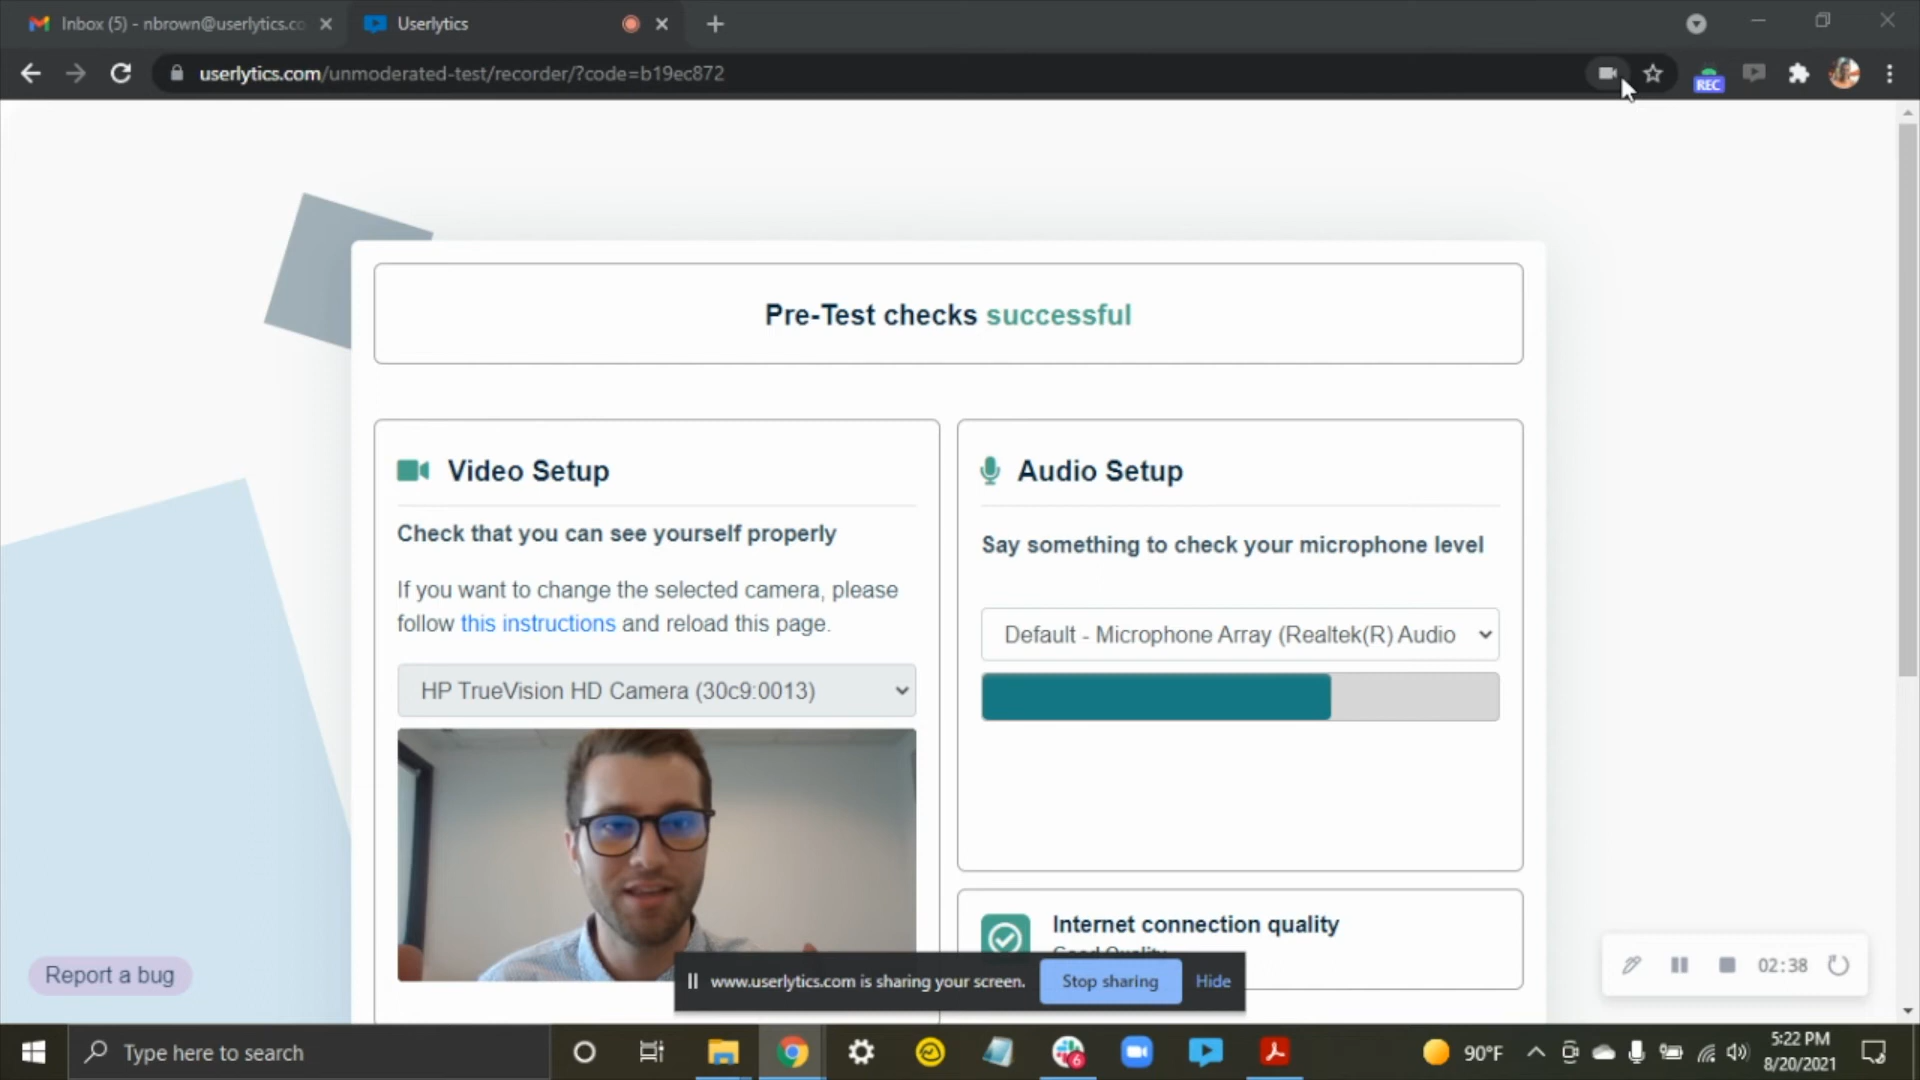 Inbox (5) - nbrown@userlytics.co
Userlytics
userlytics.com/unmoderated-test/recorder/?code=b19ec872
REC
Pre-Test checks successful
Video Setup
Check that you can see yourself properly
If you want to change the selected camera, please
follow this instructions and reload this page.
HP TrueVision HD Camera (30c9:0013)
Audio Setup
Say something to check your microphone level
Default - Microphone Array (Realtek(R) Audio
Internet connection quality
Good Quality
www.userlytics.com is sharing your screen.
Stop sharing
Hide
Report a bug
02:38
Type here to search
6
90°F
5:22 PM
8/20/2021